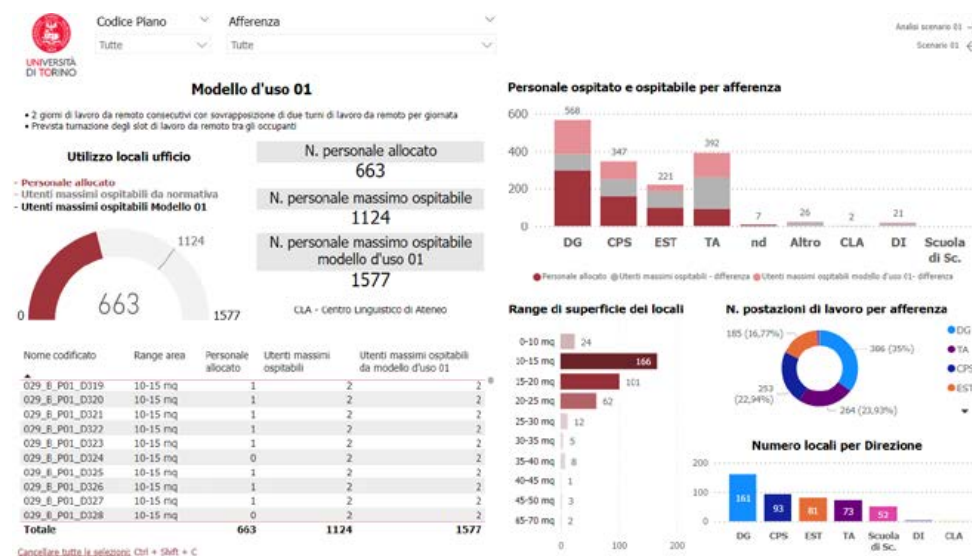 UNIVERSITÀ
DI TORINO
Codice Piano
Tutte
Afferenza
Tutte
Analisi scenario 01
Scenario 01
Modello d'uso 01
• 2 giorni di lavoro da remoto consecutivi con sovrapposizione di due turni di lavoro da remoto per giornata
• Prevista turnazione degli slot di lavoro da remoto tra gli occupanti
Utilizzo locali ufficio
- Personale allocato
- Utenti massimi ospitabili da normativa
- Utenti massimi ospitabili Modello 01
1124
663
0
1577
N. personale allocato
663
N. personale massimo ospitabile
1124
N. personale massimo ospitabile
modello d'uso 01
1577
CLA - Centro Linguistico di Ateneo
Nome codificato Range area Personale allocato Utenti massimi ospitabili Utenti massimi ospitabili da modello d'uso 01
029_B_P01_D319 10-15 mq 1 2 2
029_B_P01_D320 10-15 mq 1 2 2
029_B_P01_D321 10-15 mq 1 2 2
029_B_P01_D322 10-15 mq 1 2 2
029_B_P01_D323 10-15 mq 1 2 2
029_B_P01_D324 10-15 mq 0 2 2
029_B_P01_D325 10-15 mq 1 2 2
029_B_P01_D326 10-15 mq 1 2 2
029_B_P01_D327 10-15 mq 1 2 2
029_B_P01_D328 10-15 mq 0 2 2
Totale 663 1124 1577
Cancellare tutte le selezioni: Ctrl + Shft + C
Personale ospitato e ospitabile per afferenza
600
400
200
0
568 347 221 392 7 26 2 21
DG CPS EST TA nd Altro CLA DI Scuola di Sc.
Personale allocato Utenti massimi ospitabili - differenza Utenti massimi ospitabili modello d'uso 01- differenza
Range di superficie dei locali
0-10 mq 24
10-15 mq 166
15-20 mq 101
20-25 mq 62
25-30 mq 12
30-35 mq 5
35-40 mq 8
40-45 mq 1
45-50 mq 3
65-70 mq 2
0 100 200
N. postazioni di lavoro per afferenza
185 (16,77%)
386 (35%)
253
(22,94%)
264 (23,93%)
DG
TA
CPS
EST
Numero locali per Direzione
200
100
0
161 93 81 73 52
DG CPS EST TA Scuola di Sc. DI CLA